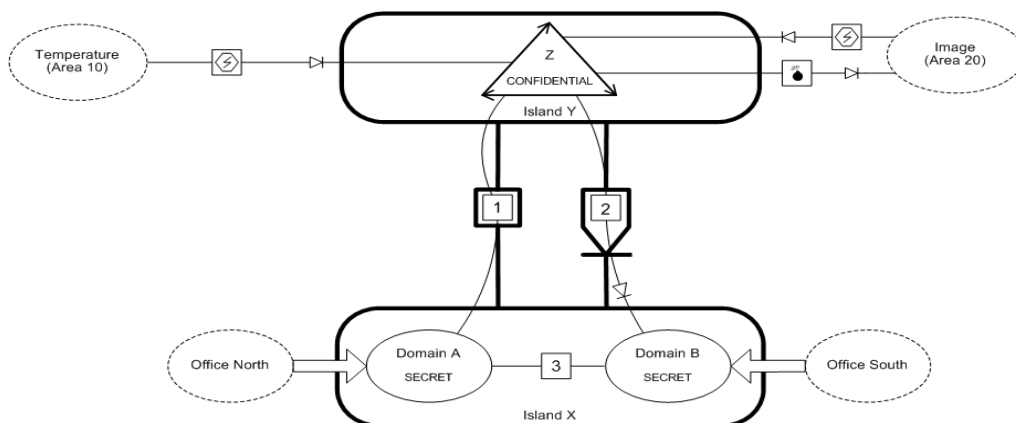 Temperature
(Area 10)
Z
CONFIDENTIAL
Island Y
Image
(Area 20)
1
2
Office North
Domain A
SECRET
3
Domain B
SECRET
Office South
Island X